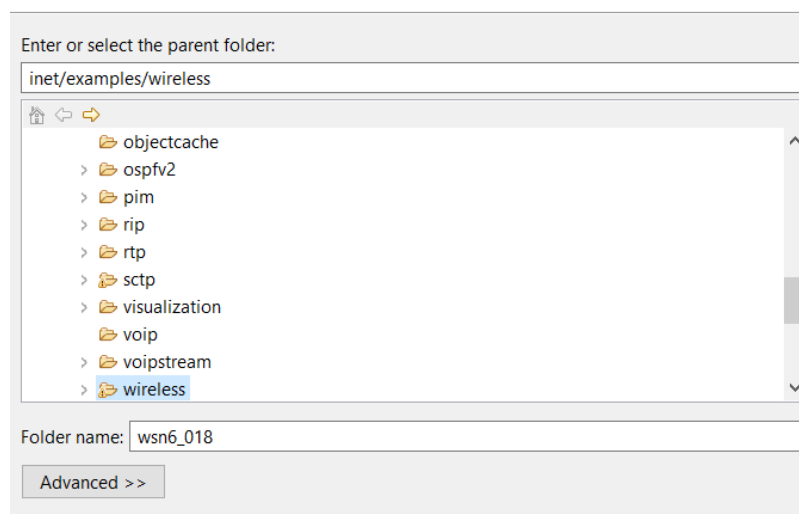 Enter or select the parent folder:
inet/examples/wireless
objectcache
ospfv2
pim
rip
rtp
sctp
visualization
voip
voipstream
wireless
Folder name: wsn6_018
Advanced >>